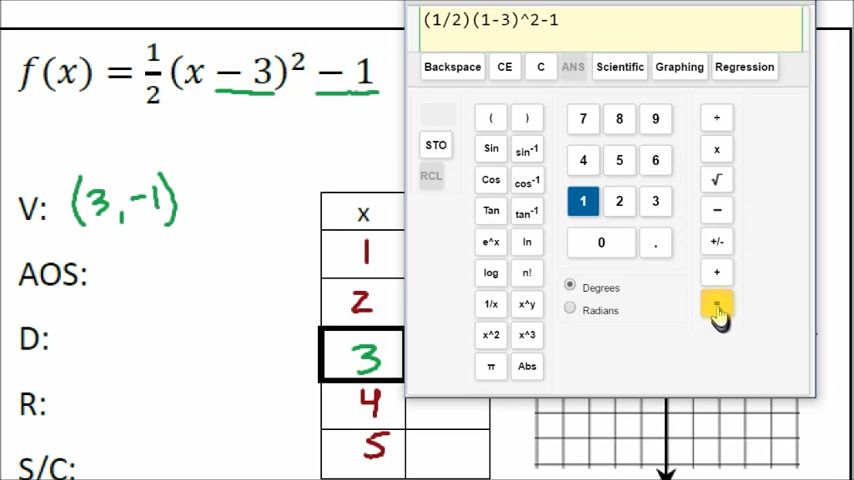 (1/2)(1-3)^2-1
Backspace CE C ANS Scientific Graphing Regression
f(x) = 1/2 (x − 3)² − 1
V: (3, -1)
AOS:
D:
R:
S/C:
x
1
2
3
4
5
STO
RCL
( )
Sin sin⁻¹
Cos cos⁻¹
Tan tan⁻¹
e^x ln
log n!
1/x x^y
x^2 x^3
π Abs
7 8 9
4 5 6
1 2 3
0 .
Degrees
Radians
÷
x
√
−
+/-
+
=